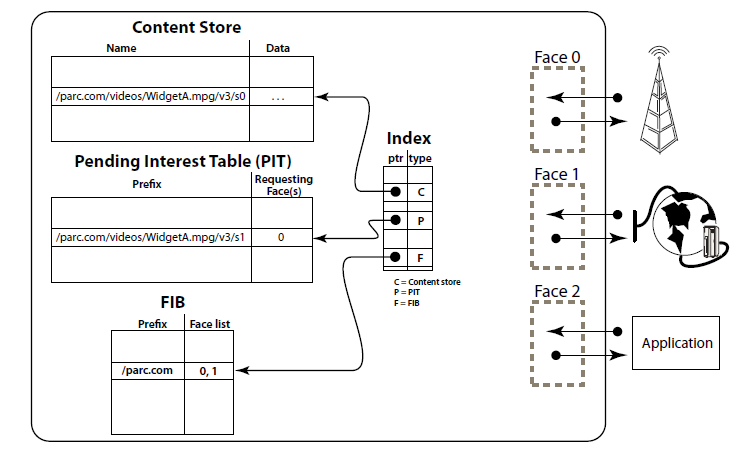 Content Store
Name Data
/parc.com/videos/WidgetA.mpg/v3/s0 ...
Pending Interest Table (PIT)
Prefix Requesting
Face(s)
/parc.com/videos/WidgetA.mpg/v3/s1 0
FIB
Prefix Face list
/parc.com 0, 1
Index
ptr type
C
P
F
C = Content store
P = PIT
F = FIB
Face 0
Face 1
Face 2
Application